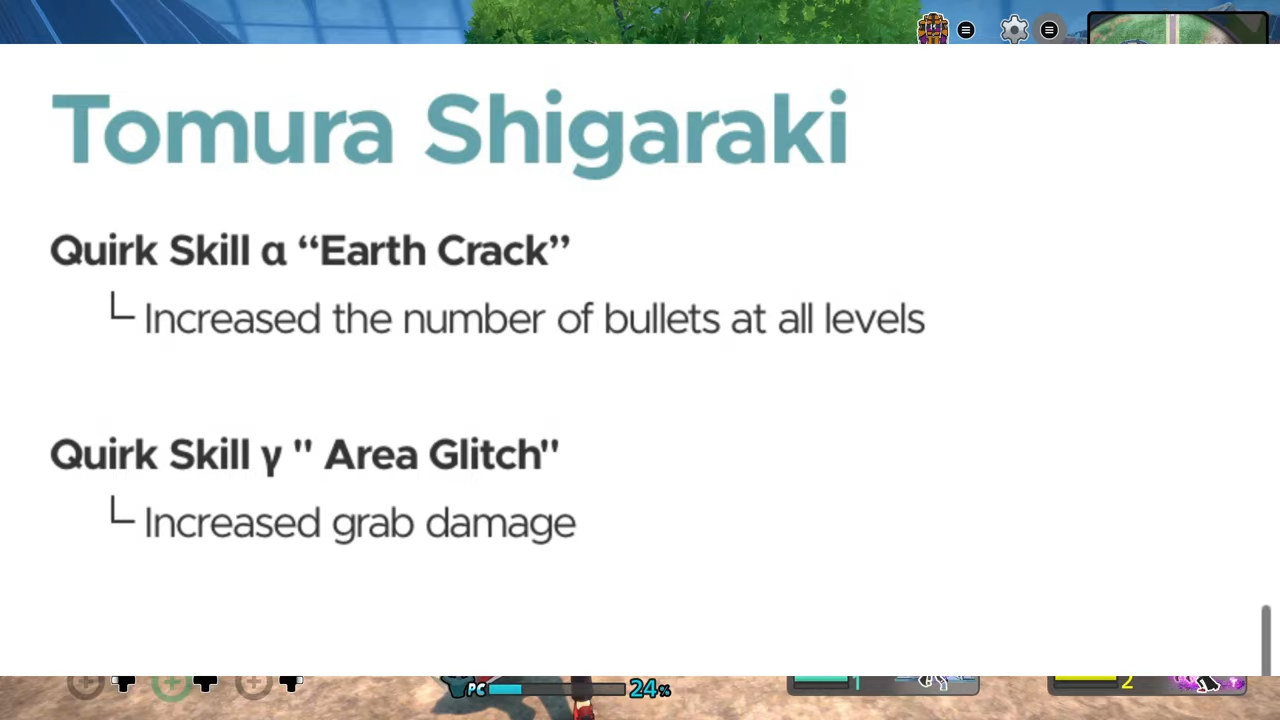 Tomura Shigaraki
Quirk Skill α “Earth Crack”
Increased the number of bullets at all levels
Quirk Skill γ " Area Glitch"
Increased grab damage
PC 24%
1
2